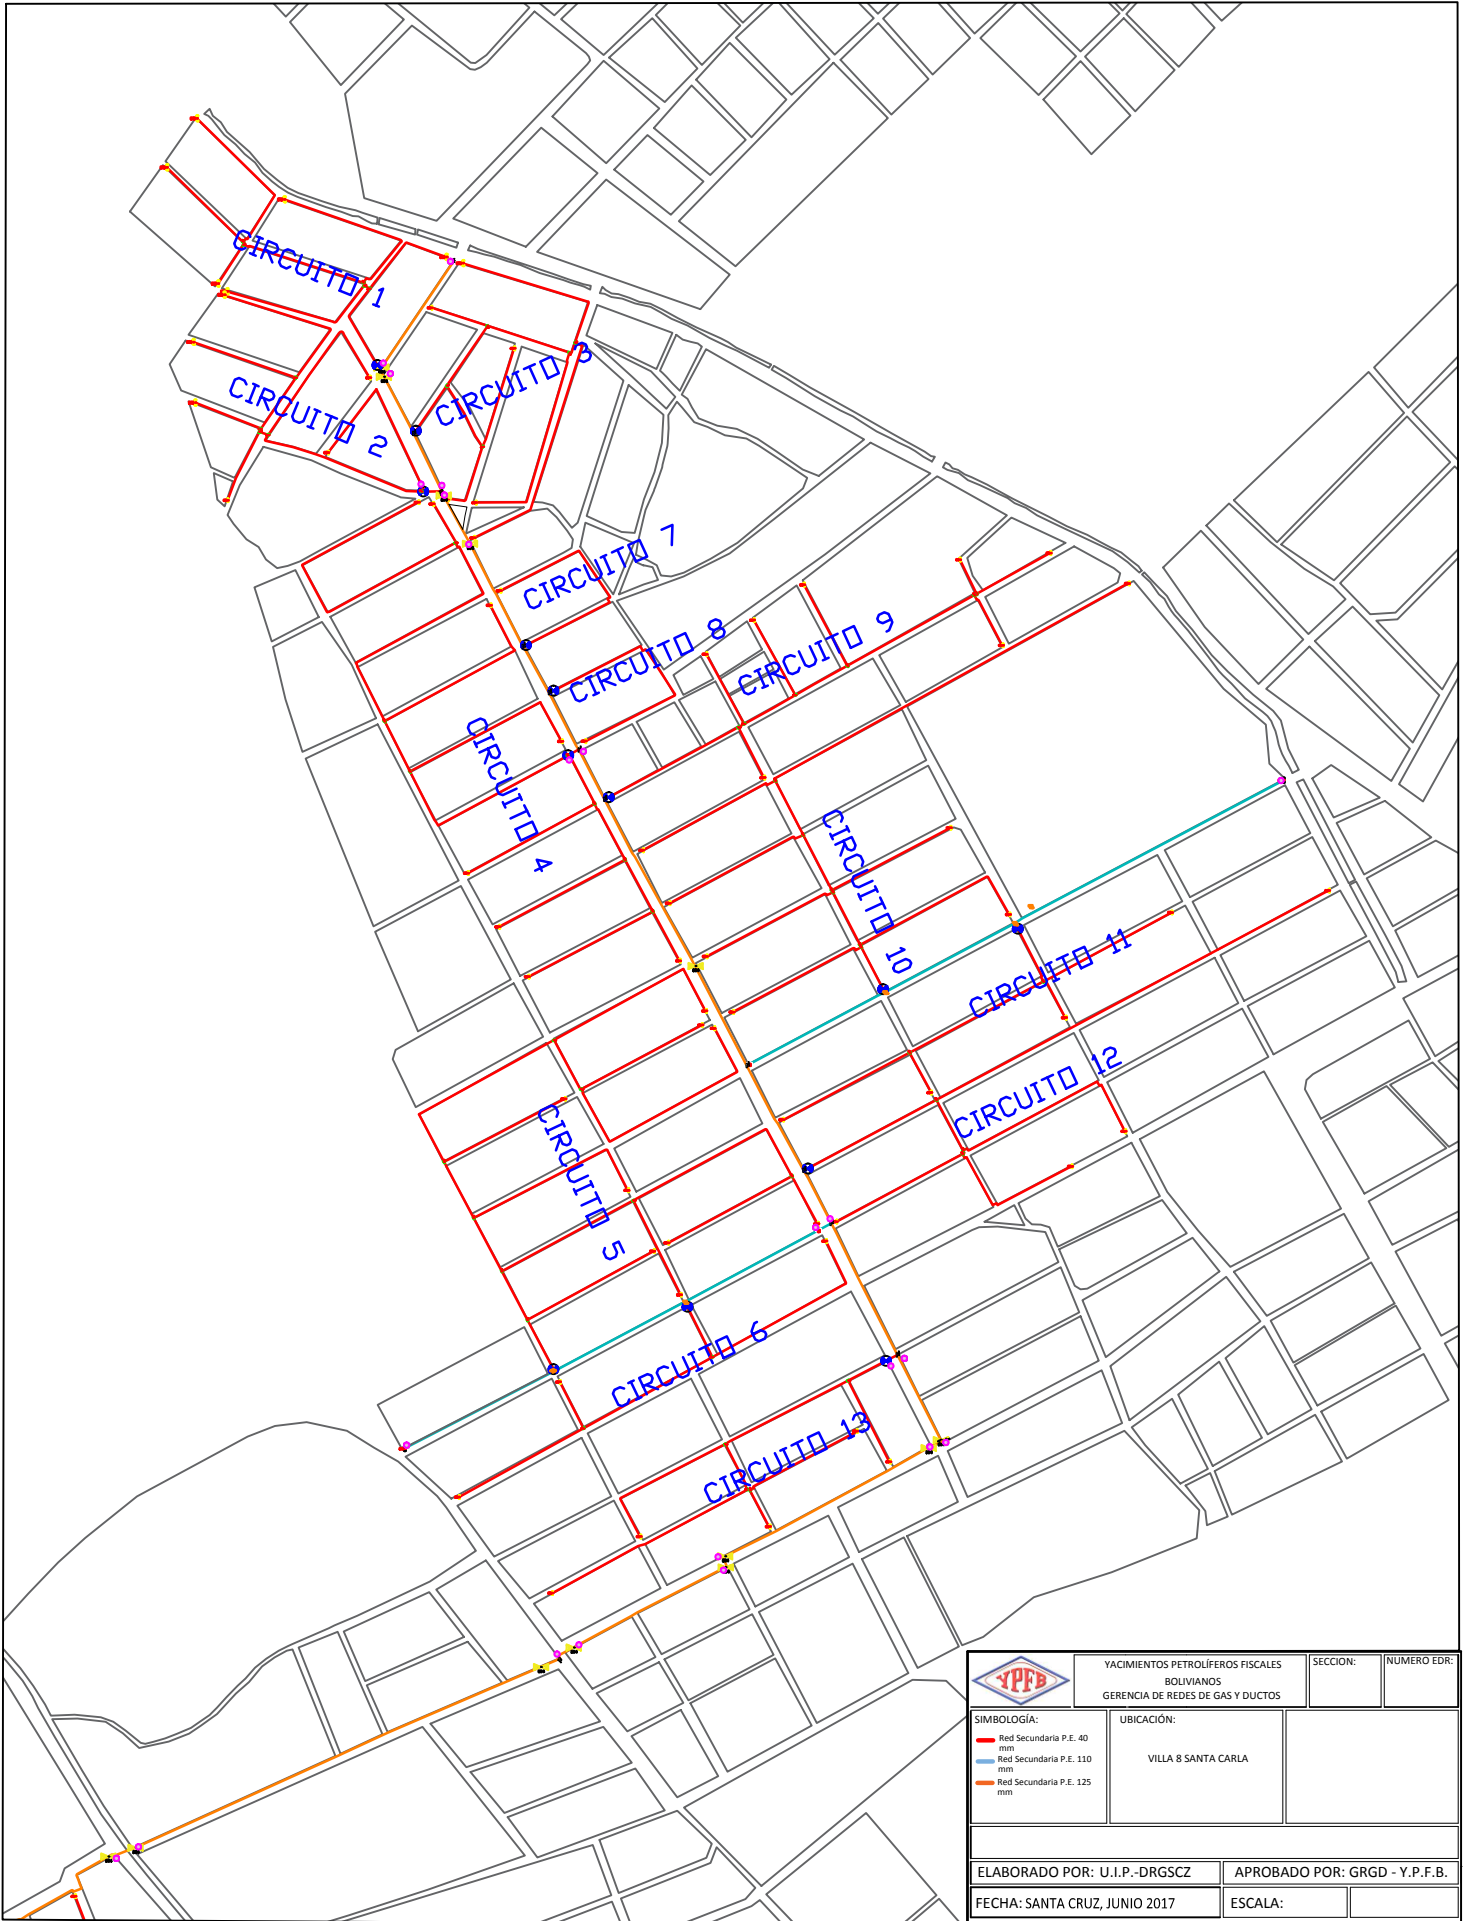 CIRCUITO 1
CIRCUITO 2
CIRCUITO 3
CIRCUITO 7
CIRCUITO 8
CIRCUITO 9
CIRCUITO 4
CIRCUITO 10
CIRCUITO 11
CIRCUITO 12
CIRCUITO 5
CIRCUITO 6
CIRCUITO 13
YPFB
YACIMIENTOS PETROLÍFEROS FISCALES
BOLIVIANOS
GERENCIA DE REDES DE GAS Y DUCTOS
SECCION:
NUMERO EDR:
SIMBOLOGÍA:
Red Secundaria P.E. 40
mm
Red Secundaria P.E. 110
mm
Red Secundaria P.E. 125
mm
UBICACIÓN:
VILLA 8 SANTA CARLA
ELABORADO POR: U.I.P.-DRGSCZ
APROBADO POR: GRGD - Y.P.F.B.
FECHA: SANTA CRUZ, JUNIO 2017
ESCALA: